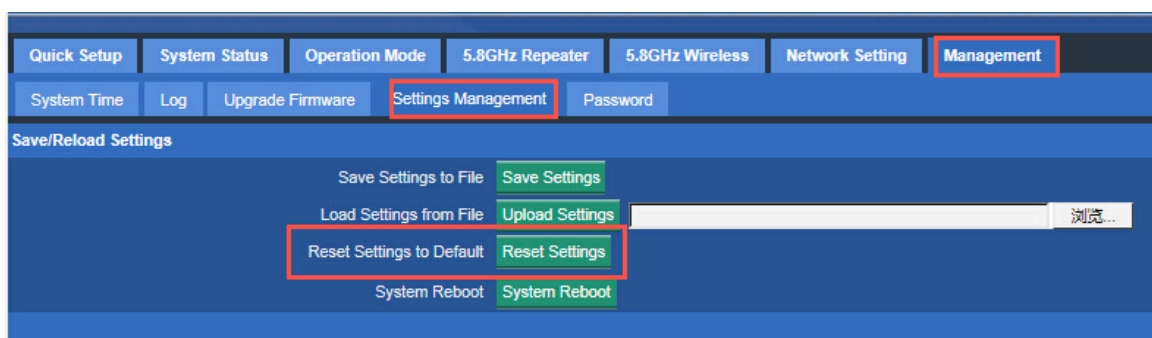 Quick Setup System Status Operation Mode 5.8GHz Repeater 5.8GHz Wireless Network Setting Management
System Time Log Upgrade Firmware Settings Management Password
Save/Reload Settings
Save Settings to File Save Settings
Load Settings from File Upload Settings 浏览...
Reset Settings to Default Reset Settings
System Reboot System Reboot